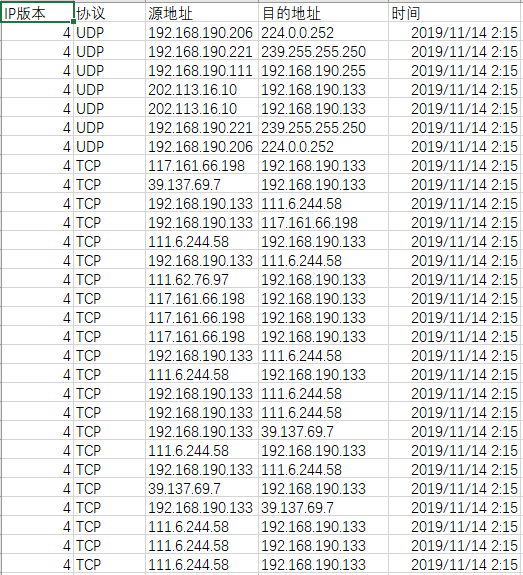 IP版本 协议 源地址 目的地址 时间
4 UDP 192.168.190.206 224.0.0.252 2019/11/14 2:15
4 UDP 192.168.190.221 239.255.255.250 2019/11/14 2:15
4 UDP 192.168.190.111 192.168.190.255 2019/11/14 2:15
4 UDP 202.113.16.10 192.168.190.133 2019/11/14 2:15
4 UDP 202.113.16.10 192.168.190.133 2019/11/14 2:15
4 UDP 192.168.190.221 239.255.255.250 2019/11/14 2:15
4 UDP 192.168.190.206 224.0.0.252 2019/11/14 2:15
4 TCP 117.161.66.198 192.168.190.133 2019/11/14 2:15
4 TCP 39.137.69.7 192.168.190.133 2019/11/14 2:15
4 TCP 192.168.190.133 111.6.244.58 2019/11/14 2:15
4 TCP 192.168.190.133 117.161.66.198 2019/11/14 2:15
4 TCP 111.6.244.58 192.168.190.133 2019/11/14 2:15
4 TCP 192.168.190.133 111.6.244.58 2019/11/14 2:15
4 TCP 111.62.76.97 192.168.190.133 2019/11/14 2:15
4 TCP 117.161.66.198 192.168.190.133 2019/11/14 2:15
4 TCP 117.161.66.198 192.168.190.133 2019/11/14 2:15
4 TCP 117.161.66.198 192.168.190.133 2019/11/14 2:15
4 TCP 192.168.190.133 111.6.244.58 2019/11/14 2:15
4 TCP 111.6.244.58 192.168.190.133 2019/11/14 2:15
4 TCP 192.168.190.133 111.6.244.58 2019/11/14 2:15
4 TCP 192.168.190.133 111.6.244.58 2019/11/14 2:15
4 TCP 192.168.190.133 39.137.69.7 2019/11/14 2:15
4 TCP 111.6.244.58 192.168.190.133 2019/11/14 2:15
4 TCP 192.168.190.133 111.6.244.58 2019/11/14 2:15
4 TCP 39.137.69.7 192.168.190.133 2019/11/14 2:15
4 TCP 192.168.190.133 39.137.69.7 2019/11/14 2:15
4 TCP 111.6.244.58 192.168.190.133 2019/11/14 2:15
4 TCP 111.6.244.58 192.168.190.133 2019/11/14 2:15
4 TCP 111.6.244.58 192.168.190.133 2019/11/14 2:15